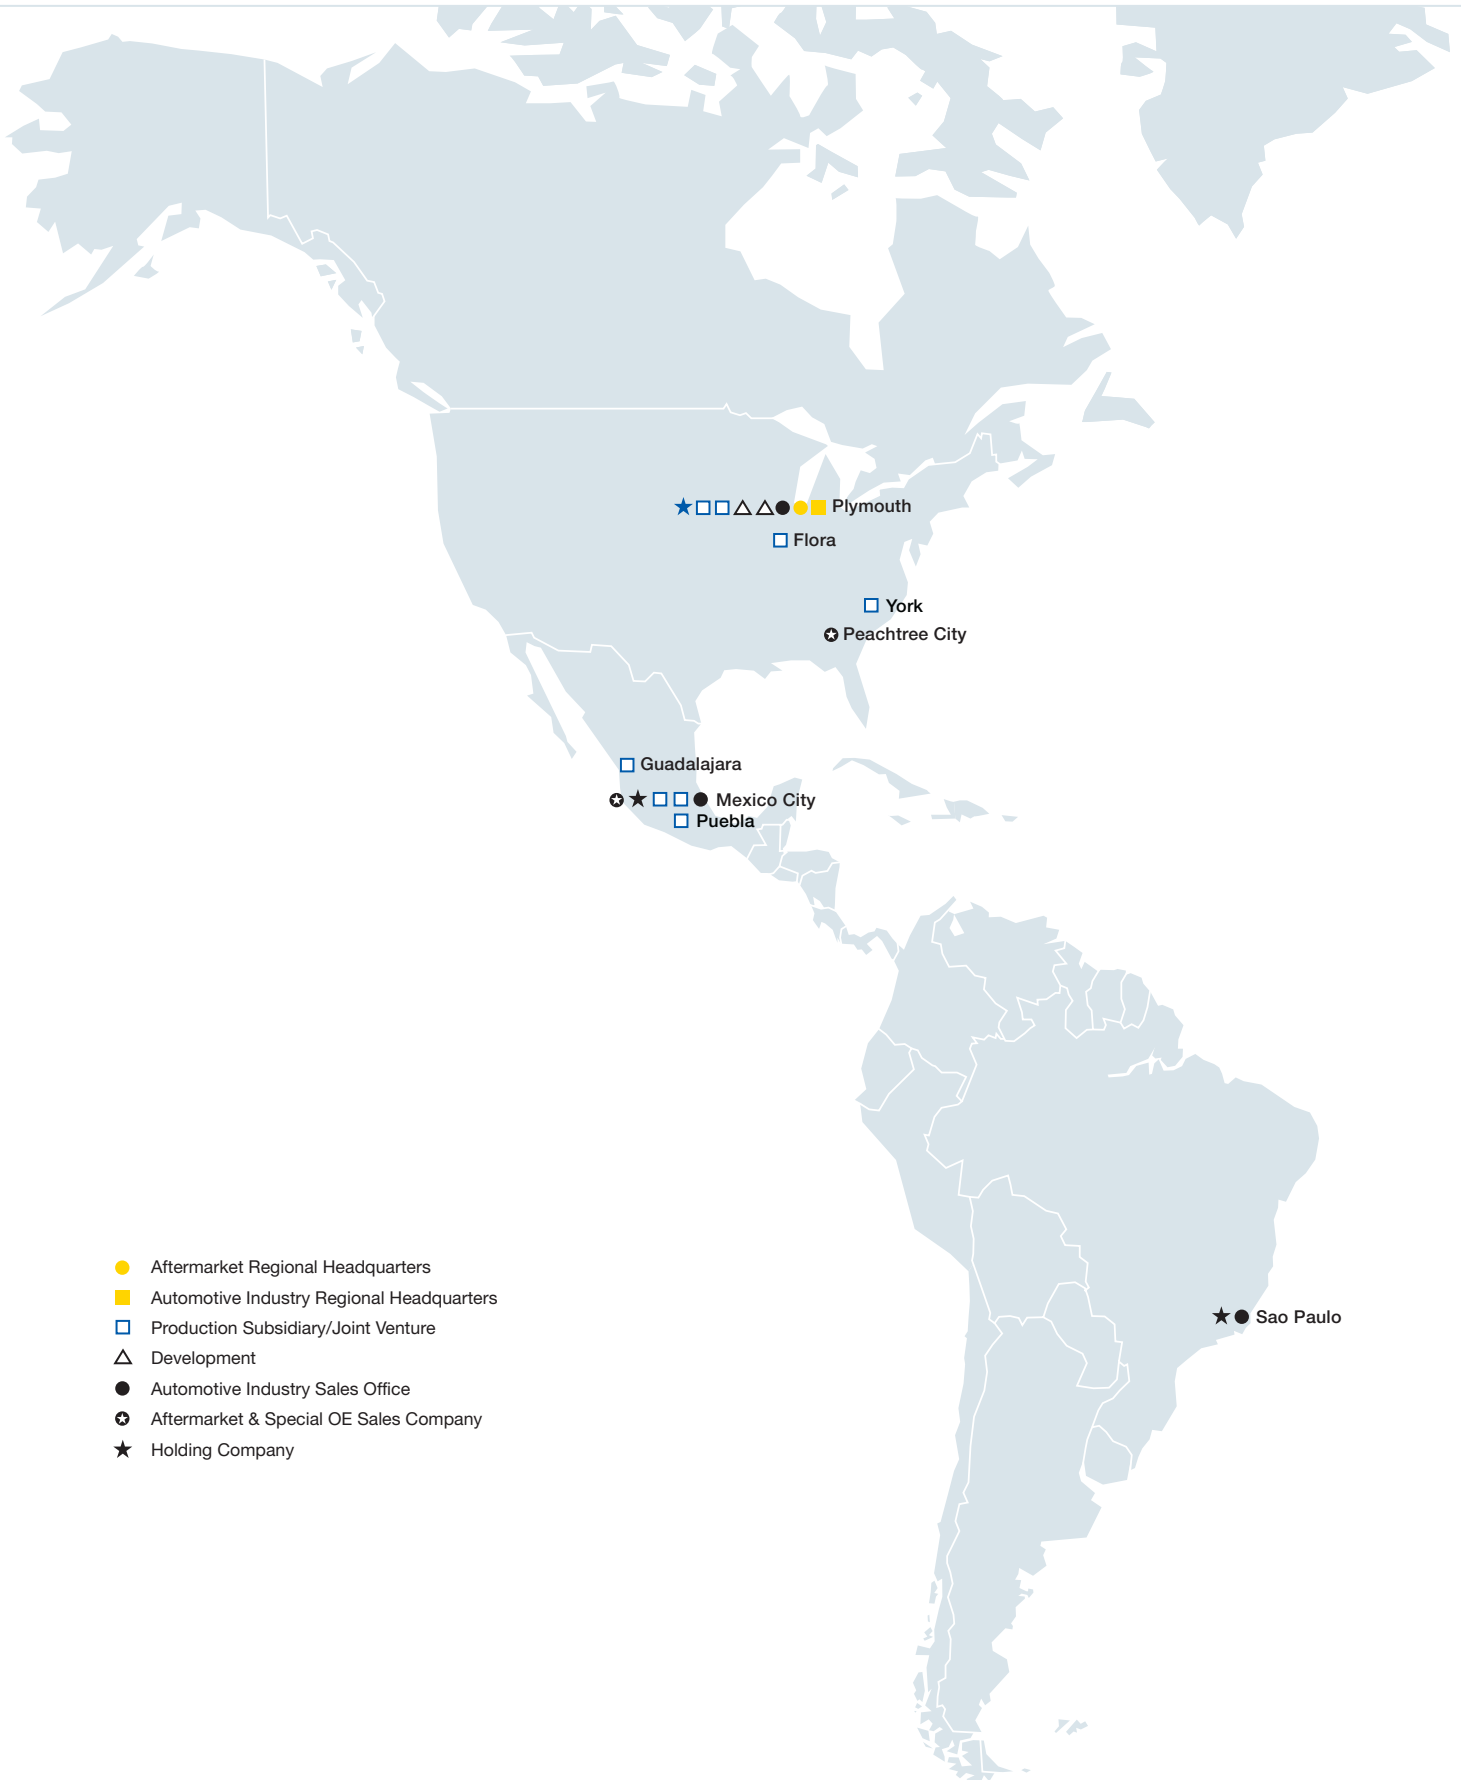 Plymouth
Flora
York
Peachtree City
Guadalajara
Mexico City
Puebla
Aftermarket Regional Headquarters
Automotive Industry Regional Headquarters
Production Subsidiary/Joint Venture
Development
Automotive Industry Sales Office
Aftermarket & Special OE Sales Company
Holding Company
Sao Paulo